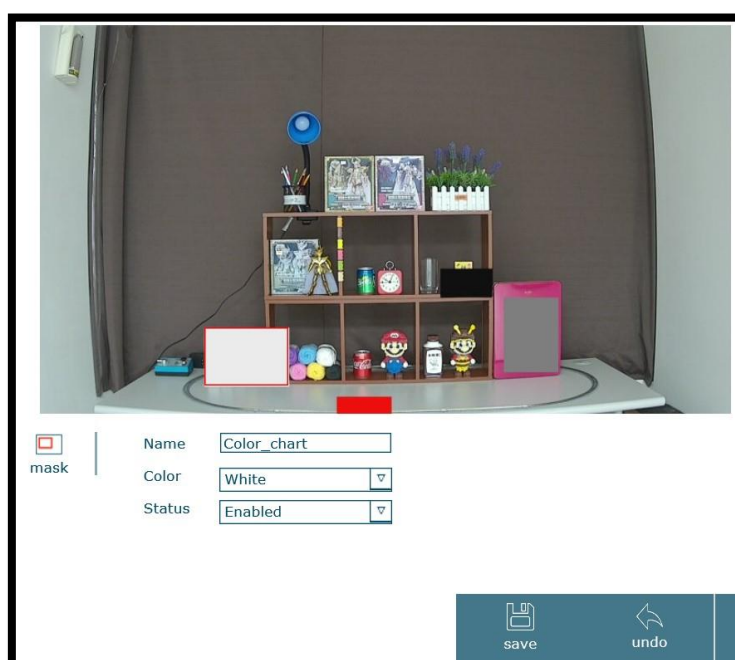 mask
Name
Color_chart
Color
White
Status
Enabled
save
undo